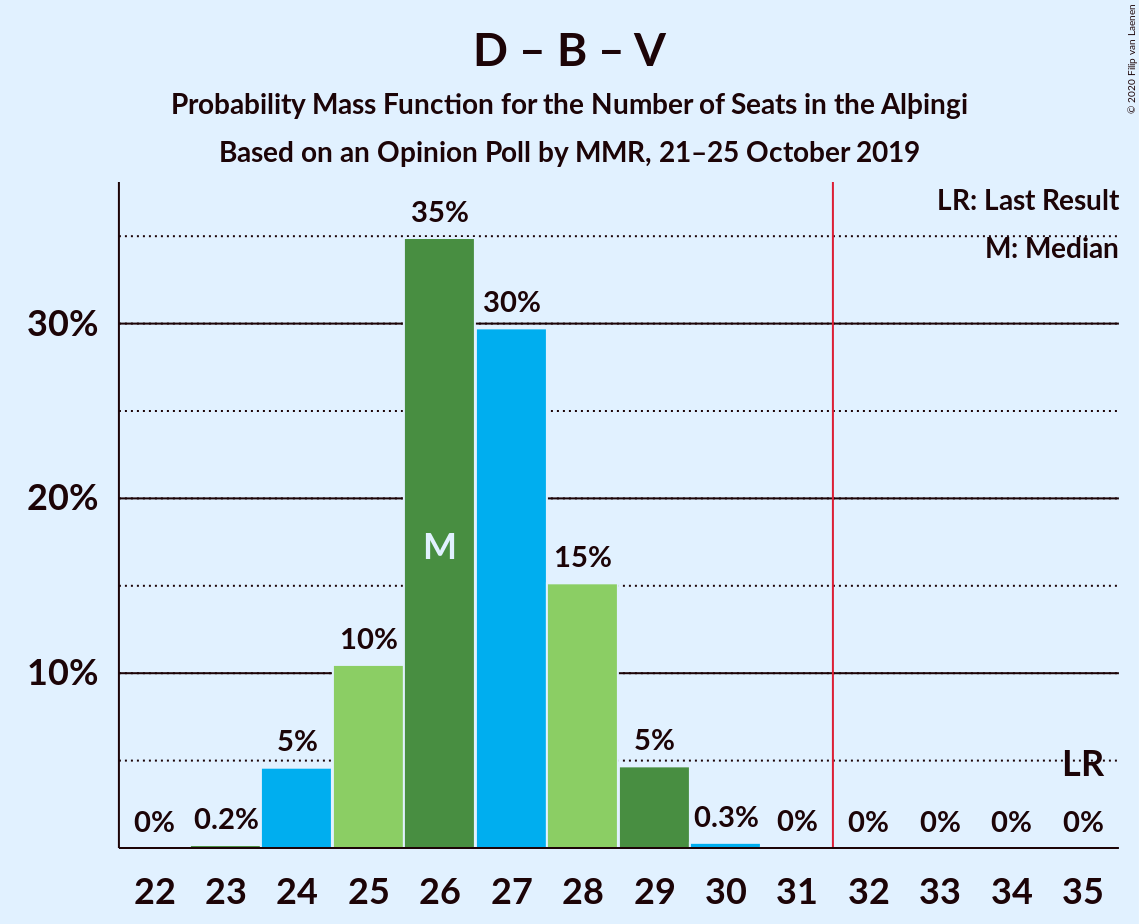 D – B – V
Probability Mass Function for the Number of Seats in the Alþingi
Based on an Opinion Poll by MMR, 21–25 October 2019
© 2020 Filip van Laenen
LR: Last Result
M: Median
35%
30%
30%
20%
M
15%
10%
10%
5%
5%
LR
0%
0.2%
0.3%
0%
0%
0%
0%
0%
22 23 24 25 26 27 28 29 30 31 32 33 34 35